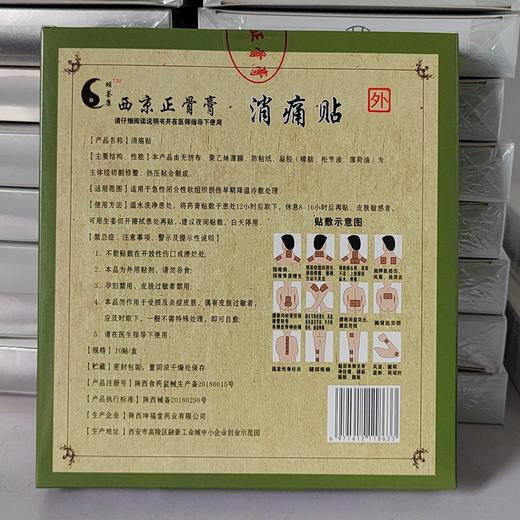 正品
颐荟康
TM
西京正骨膏·消痛贴
外
请仔细阅读说明书并在医师指导下使用
【产品名称】消痛贴
【主要结构、性能】本产品由无纺布、聚乙烯薄膜、防粘纸、凝胶（樟脑、松节油、薄荷油）为
主体经切割修整、热压粘合制成。
【适用范围】适用于急性闭合性软组织损伤早期降温冷敷处理。
【使用方法】温水洗净患处，将药膏贴敷于患处12小时后取下，休息8-10小时后再贴，皮肤敏感者
可用生姜切开擦拭患处再贴，建议夜间贴敷，白天停用。
贴敷示意图
【禁忌症、注意事项、警示及提示性说明】
1、不能贴敷在开放性伤口或溃烂处；
2、本品为外用贴剂，请勿吞食；
3、孕妇禁用，皮肤过敏者禁用；
4、本品勿作用于受损及炎症皮肤，偶有皮肤过敏者，
应及时取下，一般不需特殊处理，即可自愈；
5、请在医生指导下使用。
颈椎病、
腰腿疾病
【规格】10贴/盒
【贮藏】密封包装，置阴凉干燥处保存
【产品注册号】陕西食药监械生产备20180015号
【产品执行标准】陕西械备20180298号
【生产企业】陕西坤福堂药业有限公司
【生产地址】西安市高陵区融豪工业城中小企业创业示范园
6971612118633